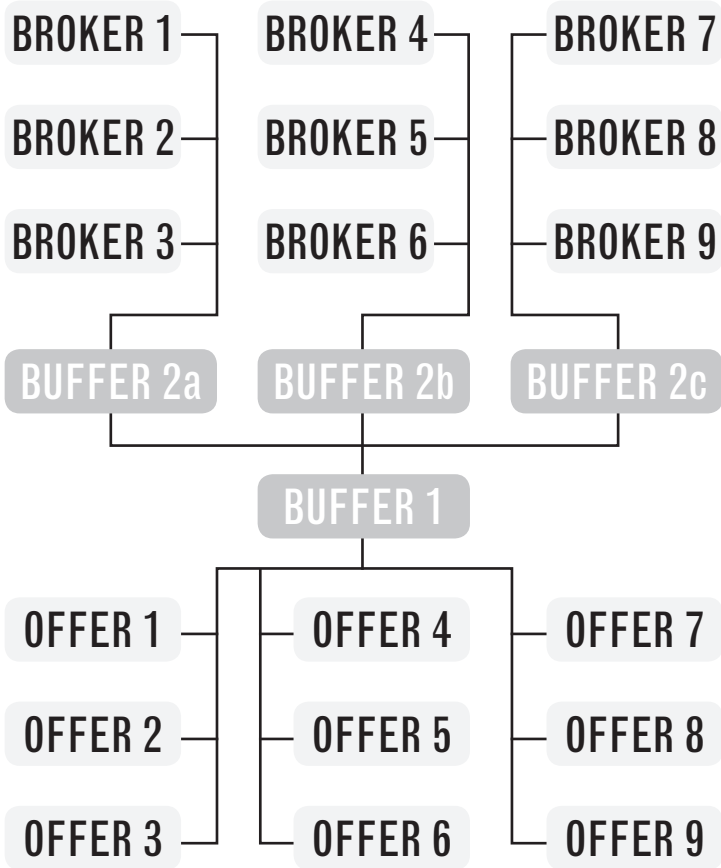 BROKER 1
BROKER 4
BROKER 7
BROKER 2
BROKER 5
BROKER 8
BROKER 3
BROKER 6
BROKER 9
BUFFER 2a
BUFFER 2b
BUFFER 2c
BUFFER 1
OFFER 1
OFFER 4
OFFER 7
OFFER 2
OFFER 5
OFFER 8
OFFER 3
OFFER 6
OFFER 9